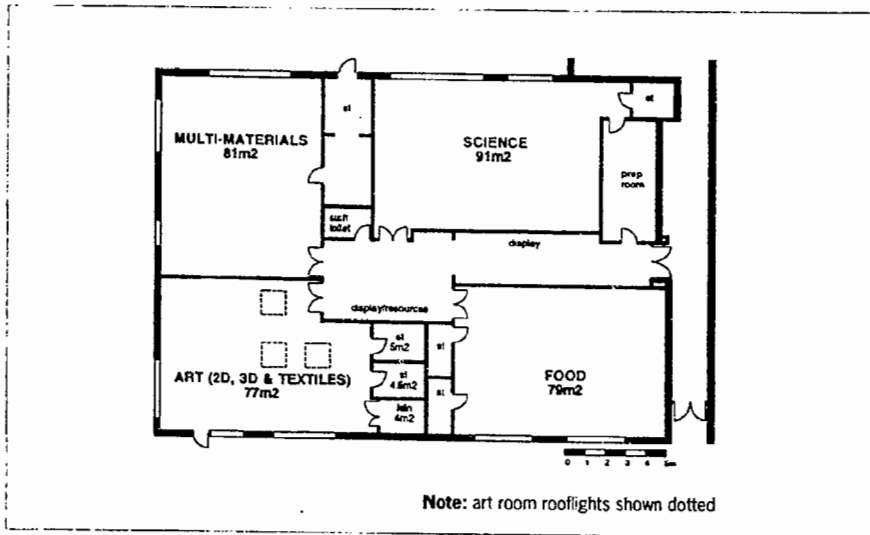 st
st
MULTI-MATERIALS
81m2
SCIENCE
91m2
prep
room
toilet
display
display/resources
st
5m2
st
ART (2D, 3D & TEXTILES)
77m2
st
4.5m2
st
FOOD
79m2
kiln
4m2
0 1 2 3 4 5m
Note: art room rooflights shown dotted